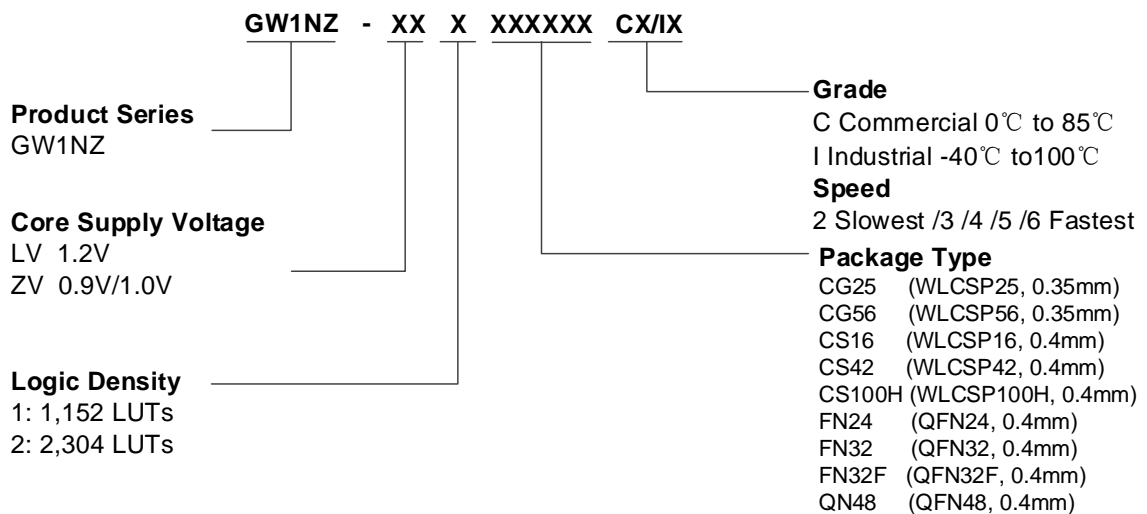 GW1NZ - XX X XXXXXX CX/IX
Product Series
GW1NZ
Core Supply Voltage
LV 1.2V
ZV 0.9V/1.0V
Logic Density
1: 1,152 LUTs
2: 2,304 LUTs
Grade
C Commercial 0℃ to 85℃
I Industrial -40℃ to100℃
Speed
2 Slowest /3 /4 /5 /6 Fastest
Package Type
CG25 (WLCSP25, 0.35mm)
CG56 (WLCSP56, 0.35mm)
CS16 (WLCSP16, 0.4mm)
CS42 (WLCSP42, 0.4mm)
CS100H (WLCSP100H, 0.4mm)
FN24 (QFN24, 0.4mm)
FN32 (QFN32, 0.4mm)
FN32F (QFN32F, 0.4mm)
QN48 (QFN48, 0.4mm)